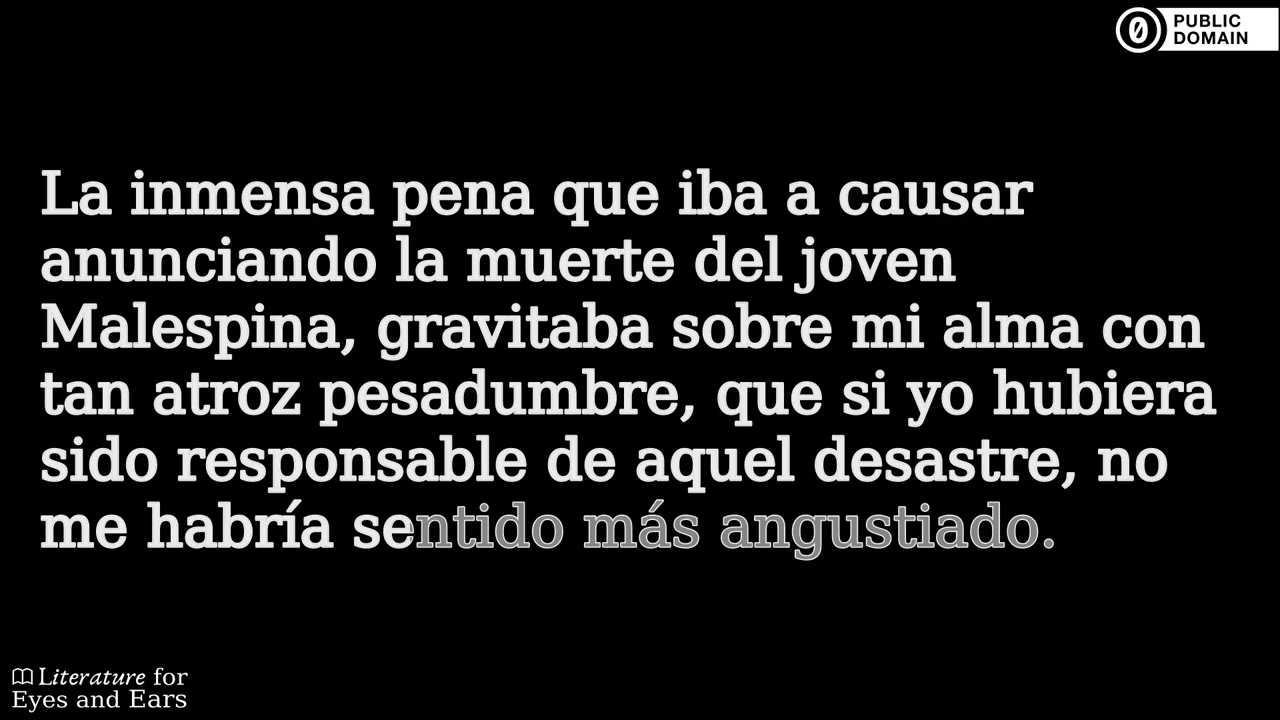 PUBLIC
DOMAIN
La inmensa pena que iba a causar
anunciando la muerte del joven
Malespina, gravitaba sobre mi alma con
tan atroz pesadumbre, que si yo hubiera
sido responsable de aquel desastre, no
me habría sentido más angustiado.
Literature for
Eyes and Ears